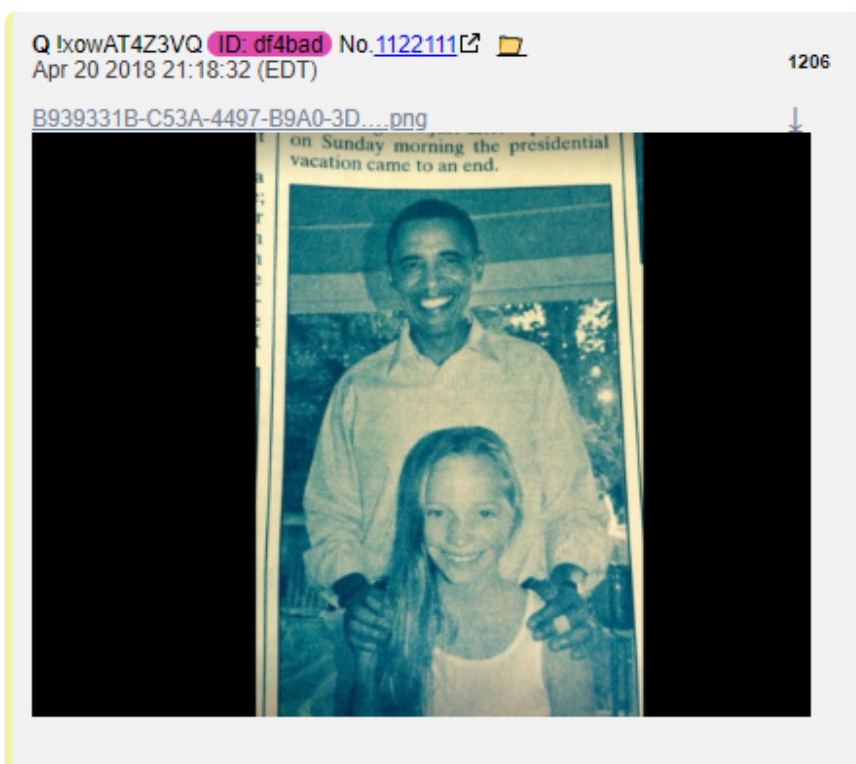 Q !xowAT4Z3VQ ID: df4bad No.1122111
Apr 20 2018 21:18:32 (EDT)
1206
B939331B-C53A-4497-B9A0-3D....png
on Sunday morning the presidential
vacation came to an end.